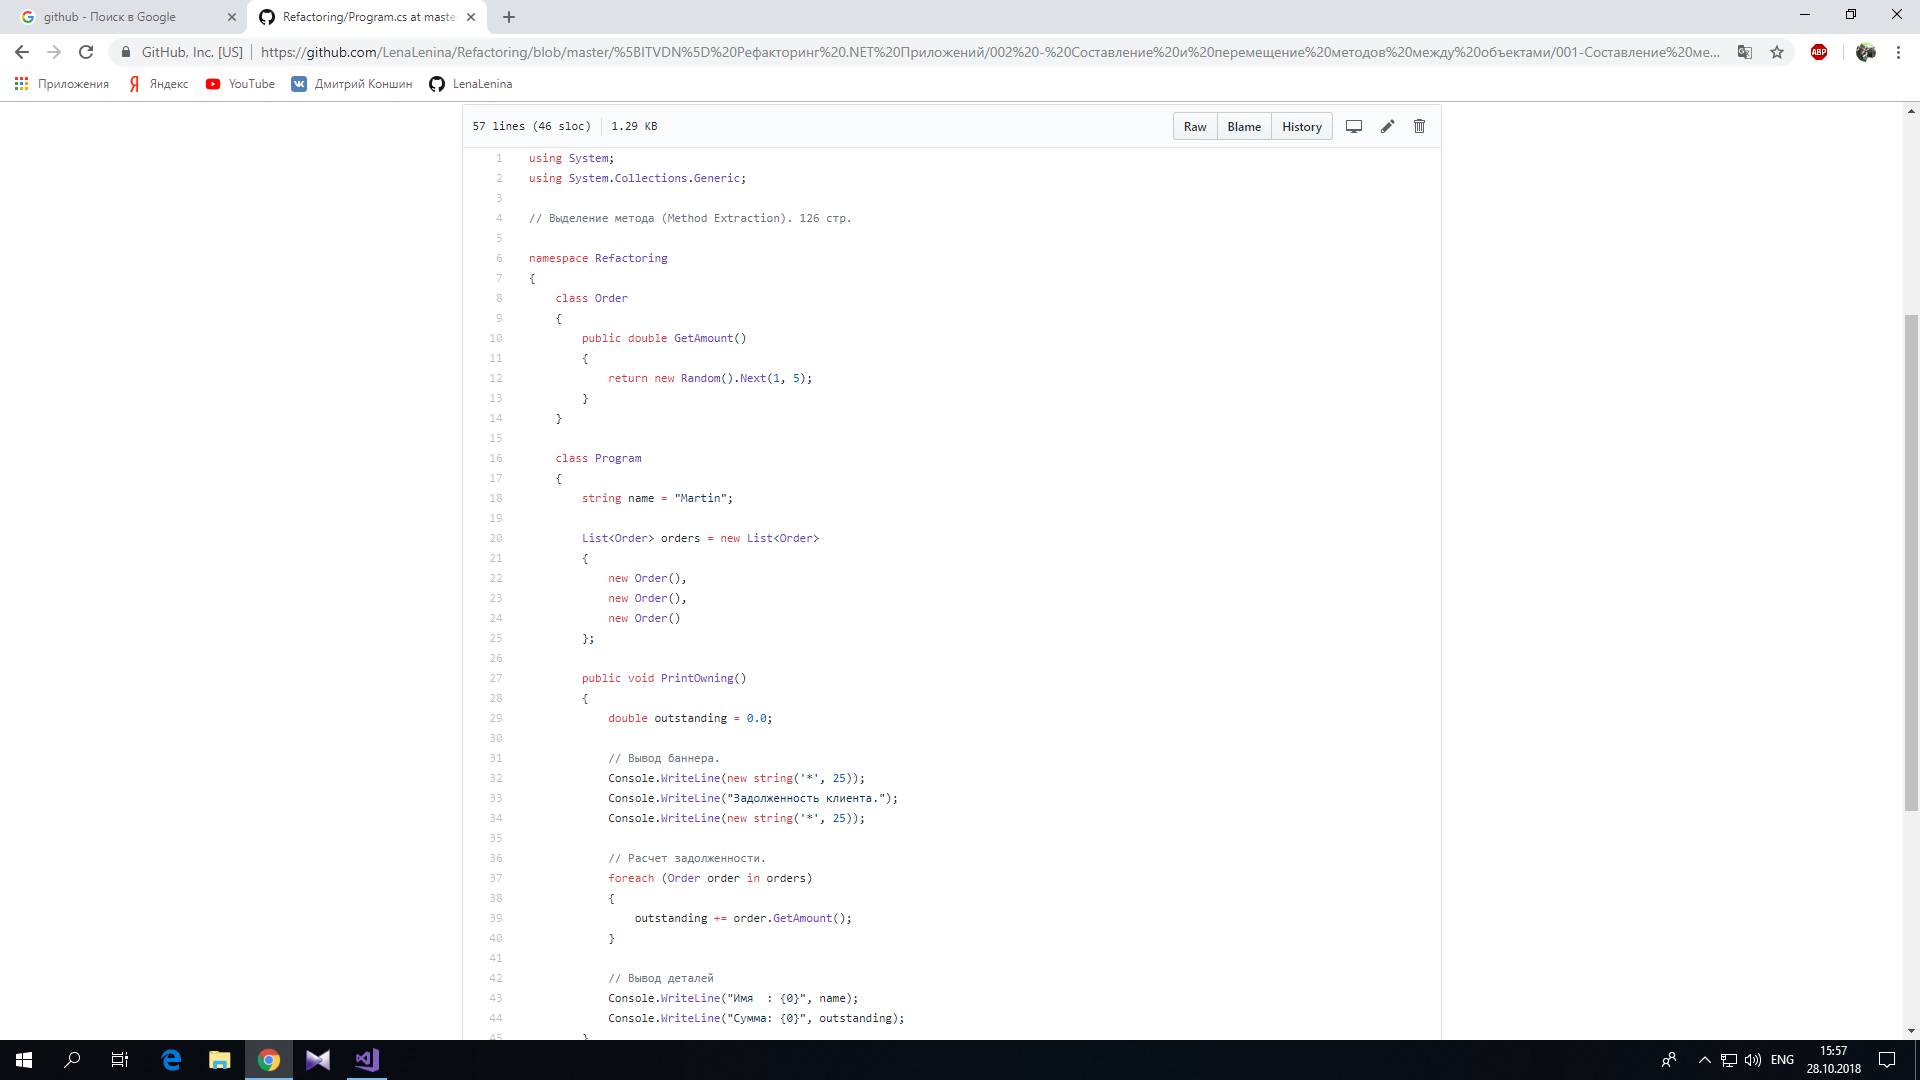 github - Поиск в Google
Refactoring/Program.cs at maste
GitHub, Inc. [US]
https://github.com/LenaLenina/Refactoring/blob/master/%5BITVDN%5D%20Рефакторинг%20.NET%20Приложений/002%20-%20Составление%20и%20перемещение%20методов%20между%20объектами/001-Составление%20ме...
ABP
Приложения Яндекс YouTube Дмитрий Коншин LenaLenina
57 lines (46 sloc) 1.29 KB
Raw Blame History
1 using System;
2 using System.Collections.Generic;
3
4 // Выделение метода (Method Extraction). 126 стр.
5
6 namespace Refactoring
7 {
8 class Order
9 {
10 public double GetAmount()
11 {
12 return new Random().Next(1, 5);
13 }
14 }
15
16 class Program
17 {
18 string name = "Martin";
19
20 List<Order> orders = new List<Order>
21 {
22 new Order(),
23 new Order(),
24 new Order()
25 };
26
27 public void PrintOwning()
28 {
29 double outstanding = 0.0;
30
31 // Вывод баннера.
32 Console.WriteLine(new string('*', 25));
33 Console.WriteLine("Задолженность клиента.");
34 Console.WriteLine(new string('*', 25));
35
36 // Расчет задолженности.
37 foreach (Order order in orders)
38 {
39 outstanding += order.GetAmount();
40 }
41
42 // Вывод деталей
43 Console.WriteLine("Имя  : {0}", name);
44 Console.WriteLine("Сумма: {0}", outstanding);
45 }
ENG
15:57
28.10.2018